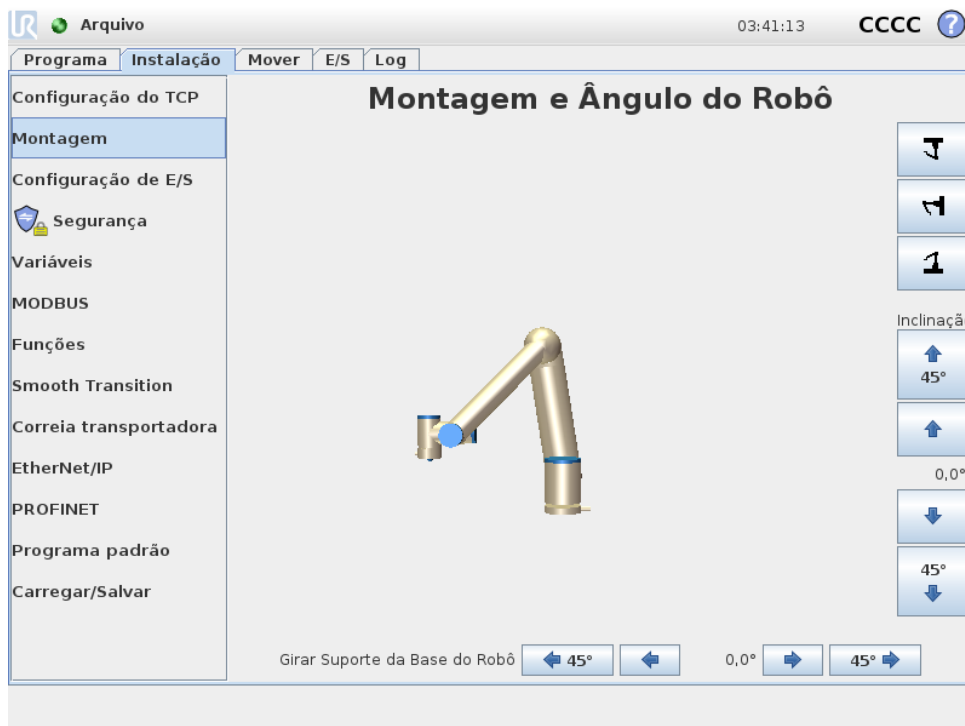 UR Arquivo 03:41:13 CCCC ?
Programa Instalação Mover E/S Log
Configuração do TCP
Montagem
Configuração de E/S
Segurança
Variáveis
MODBUS
Funções
Smooth Transition
Correia transportadora
EtherNet/IP
PROFINET
Programa padrão
Carregar/Salvar
Montagem e Ângulo do Robô
Inclinaçã
45°
0,0°
45°
Girar Suporte da Base do Robô 45° 0,0° 45°